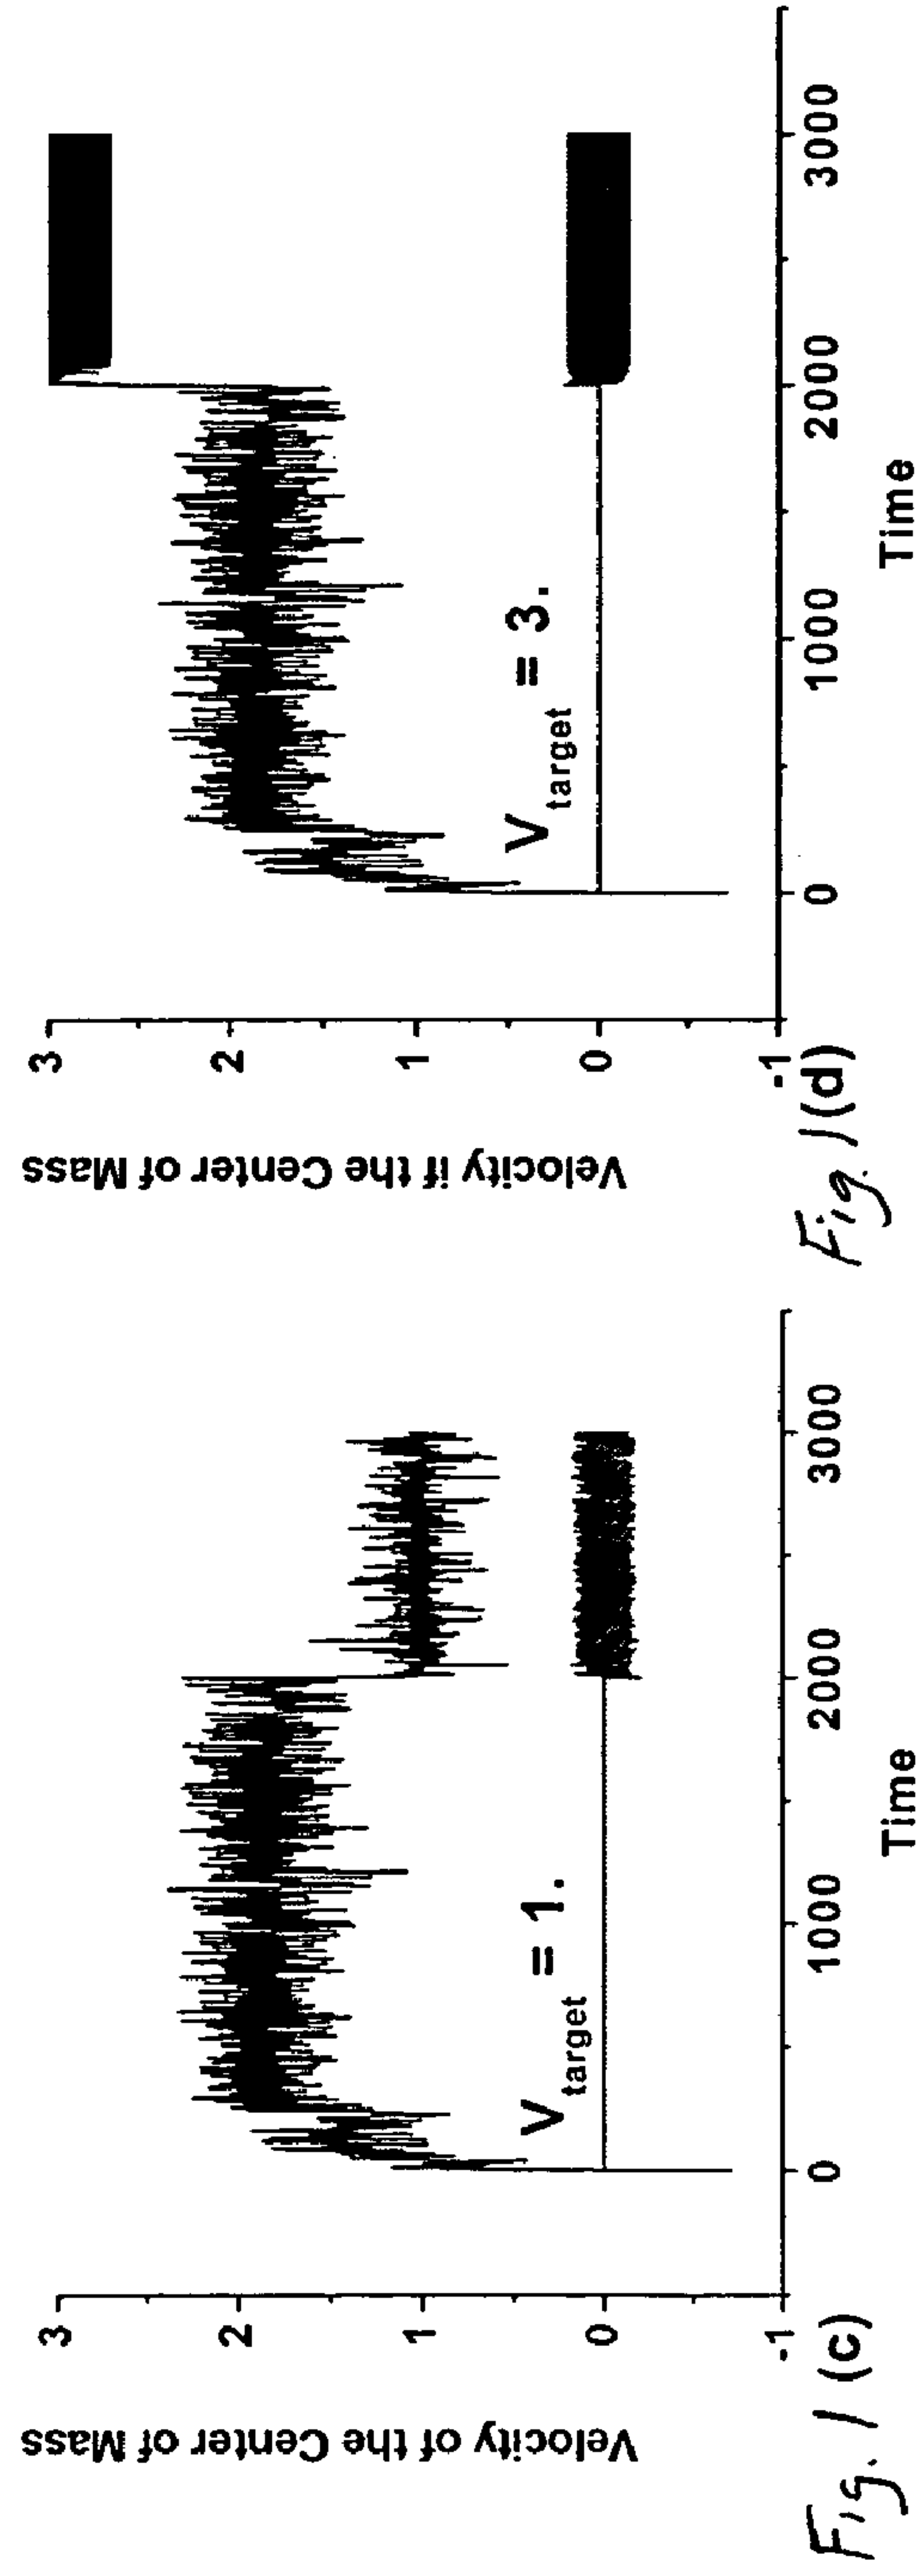 Velocity of the Center of Mass
3
2
1
0
-1
V target = 1.
0
1000
2000
3000
Time
Fig. 1 (c)
Velocity if the Center of Mass
3
2
1
0
-1
V target = 3.
0
1000
2000
3000
Time
Fig. 1(d)